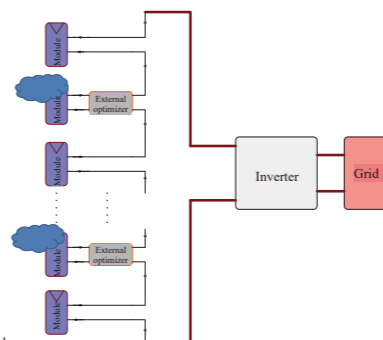 Module
Module
External
optimizer
Module
Inverter
Grid
Module
External
optimizer
Module